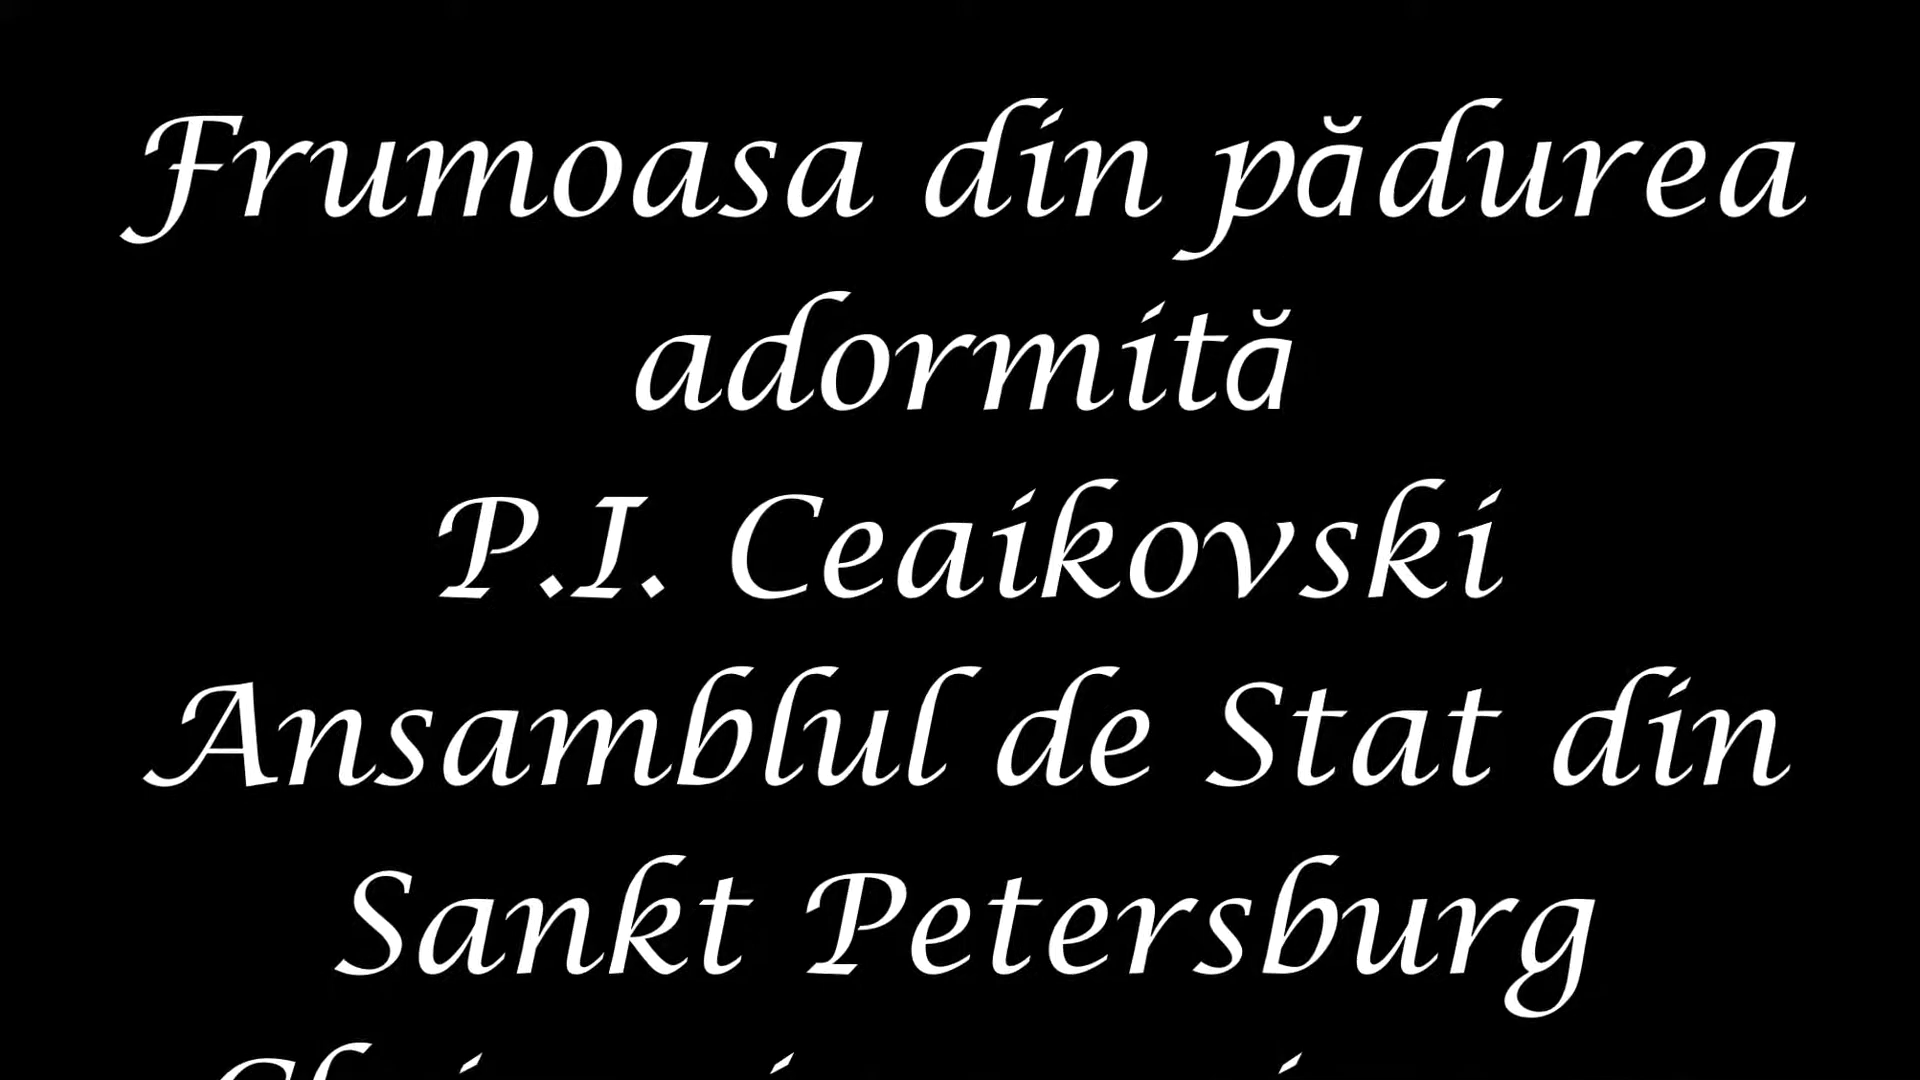 Frumoasa din pădurea
adormită
P.I. Ceaikovski
Ansamblul de Stat din
Sankt Petersburg